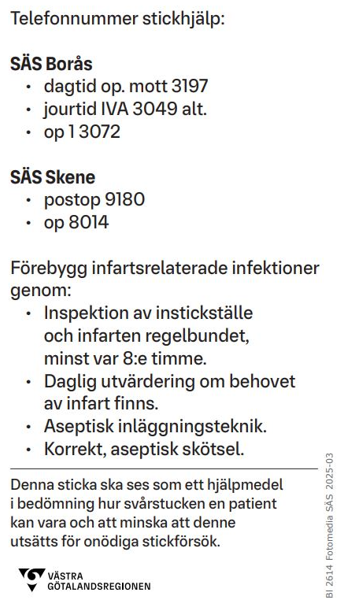 Telefonnummer stickhjälp:
SÄS Borås
• dagtid op. mott 3197
• jourtid IVA 3049 alt.
• op 1 3072
SÄS Skene
• postop 9180
• op 8014
Förebygg infartsrelaterade infektioner
genom:
• Inspektion av instickställe
och infarten regelbundet,
minst var 8:e timme.
• Daglig utvärdering om behovet
av infart finns.
• Aseptisk inläggningsteknik.
• Korrekt, aseptisk skötsel.
Denna sticka ska ses som ett hjälpmedel
i bedömning hur svårstucken en patient
kan vara och att minska att denne
utsätts för onödiga stickförsök.
VÄSTRA
GÖTALANDSREGIONEN
BI 2614 Fotomedia SÄS 2025-03